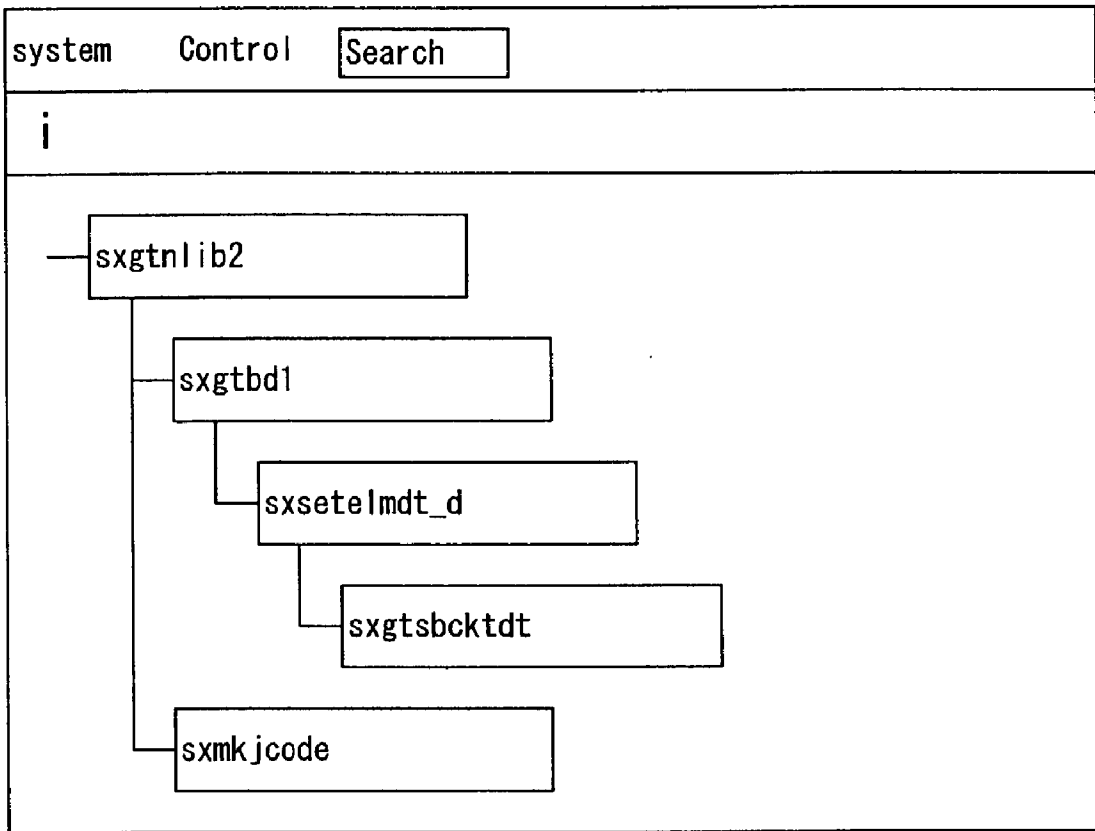 system Control Search
i
sxgtnlib2
sxgtbd1
sxsetelmdt_d
sxgtsbcktdt
sxmkjcode